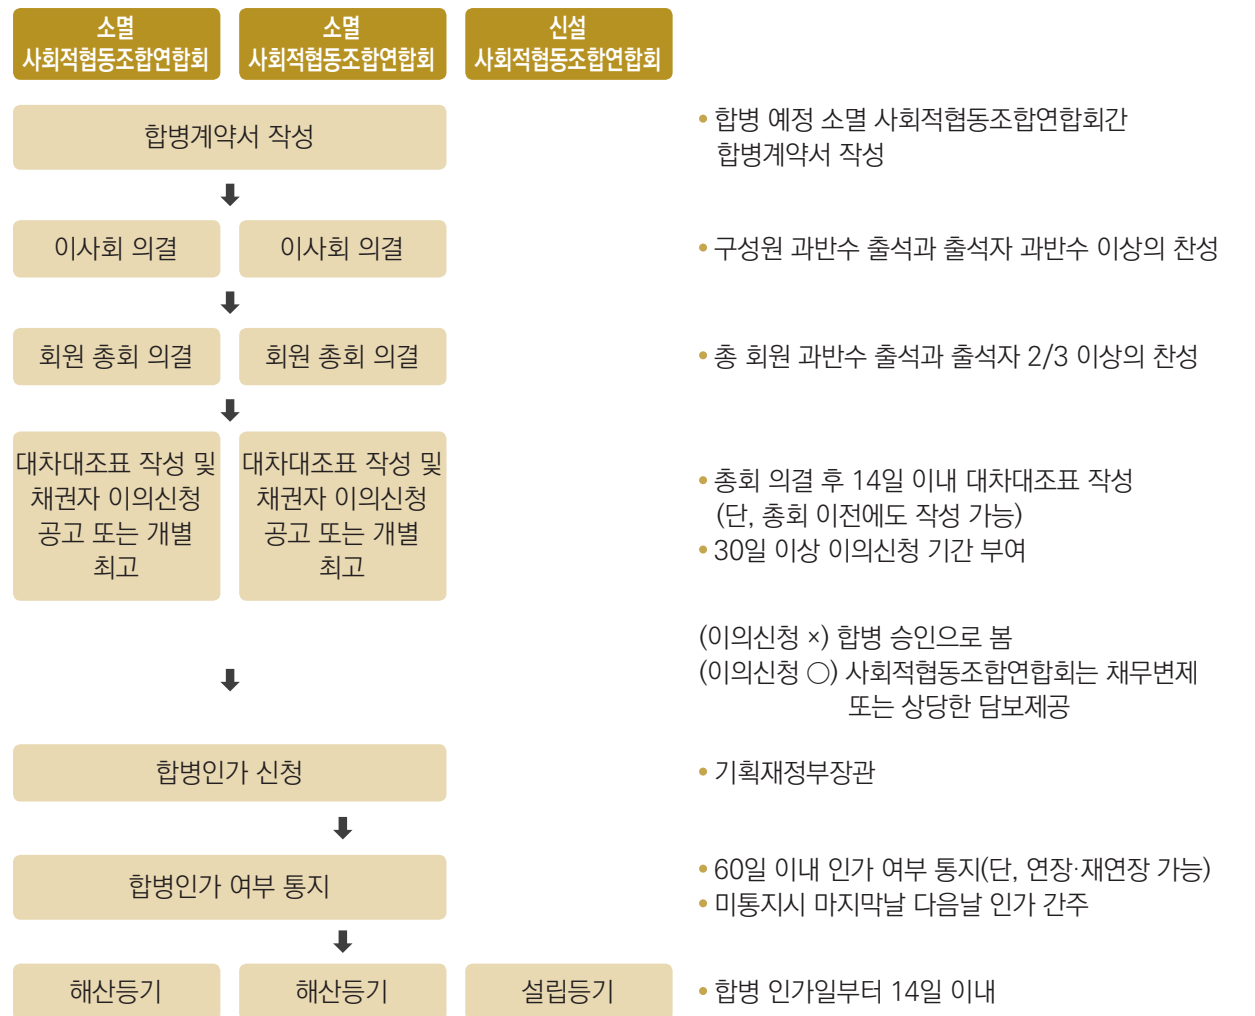 소멸
사회적협동조합연합회
소멸
사회적협동조합연합회
신설
사회적협동조합연합회
합병계약서 작성
• 합병 예정 소멸 사회적협동조합연합회간
합병계약서 작성
이사회 의결
이사회 의결
• 구성원 과반수 출석과 출석자 과반수 이상의 찬성
회원 총회 의결
회원 총회 의결
• 총 회원 과반수 출석과 출석자 2/3 이상의 찬성
대차대조표 작성 및
채권자 이의신청
공고 또는 개별
최고
대차대조표 작성 및
채권자 이의신청
공고 또는 개별
최고
• 총회 의결 후 14일 이내 대차대조표 작성
(단, 총회 이전에도 작성 가능)
• 30일 이상 이의신청 기간 부여
(이의신청 ×) 합병 승인으로 봄
(이의신청 ○) 사회적협동조합연합회는 채무변제
또는 상당한 담보제공
합병인가 신청
• 기획재정부장관
합병인가 여부 통지
• 60일 이내 인가 여부 통지(단, 연장·재연장 가능)
• 미통지시 마지막날 다음날 인가 간주
해산등기
해산등기
설립등기
• 합병 인가일부터 14일 이내